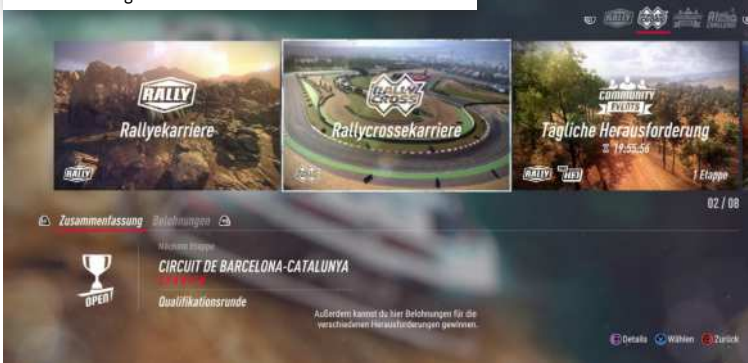 RALLY
Rallyekarriere
RALLY
RALLY
CROSS
Rallycrossekarriere
COMMUNITY
EVENTS
Tägliche Herausforderung
19:55:56
RALLY
1 Etappe
02 / 08
Zusammenfassung Belohnungen
Nächste Etappe
CIRCUIT DE BARCELONA-CATALUNYA
OPEN!
Qualifikationsrunde
Außerdem kannst du hier Belohnungen für die
verschiedenen Herausforderungen gewinnen.
Details Wählen Zurück